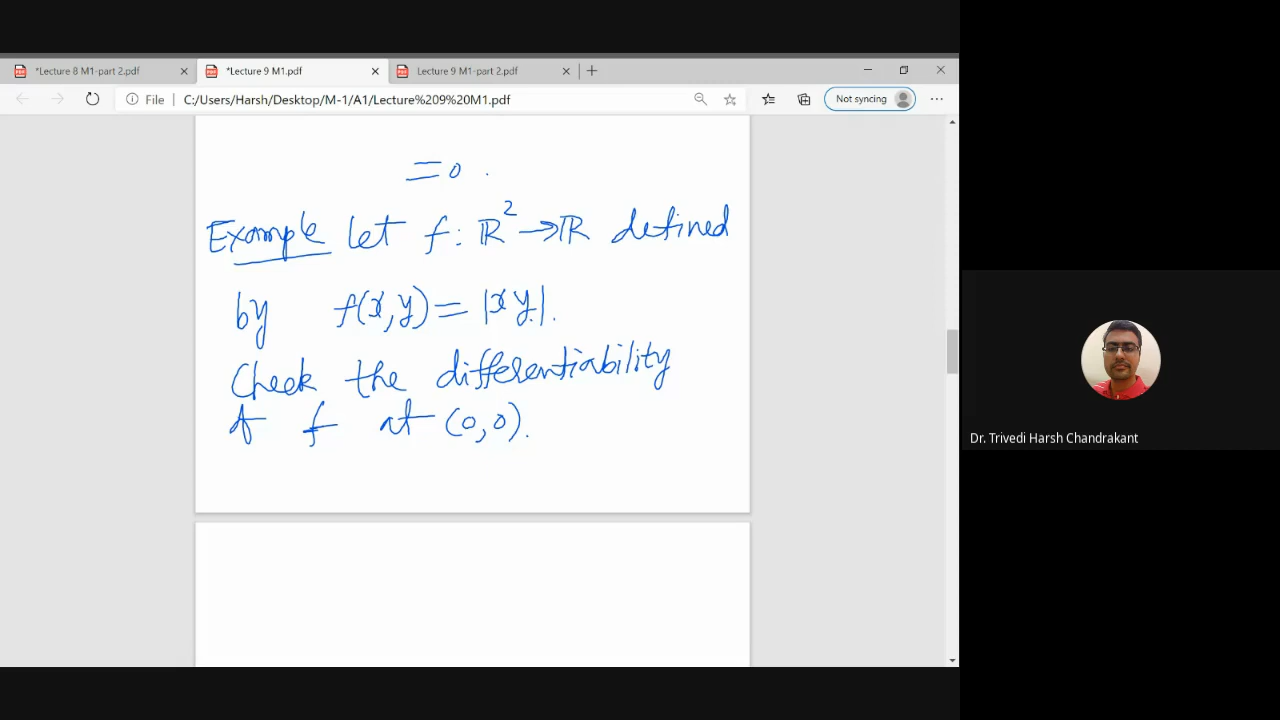 *Lecture 8 M1-part 2.pdf
*Lecture 9 M1.pdf
Lecture 9 M1-part 2.pdf
File
C:/Users/Harsh/Desktop/M-1/A1/Lecture%209%20M1.pdf
Not syncing
= 0 .
Example let f : ℝ² → ℝ defined
by f(x, y) = |x y|.
Check the differentiability
of f at (0, 0).
Dr. Trivedi Harsh Chandrakant